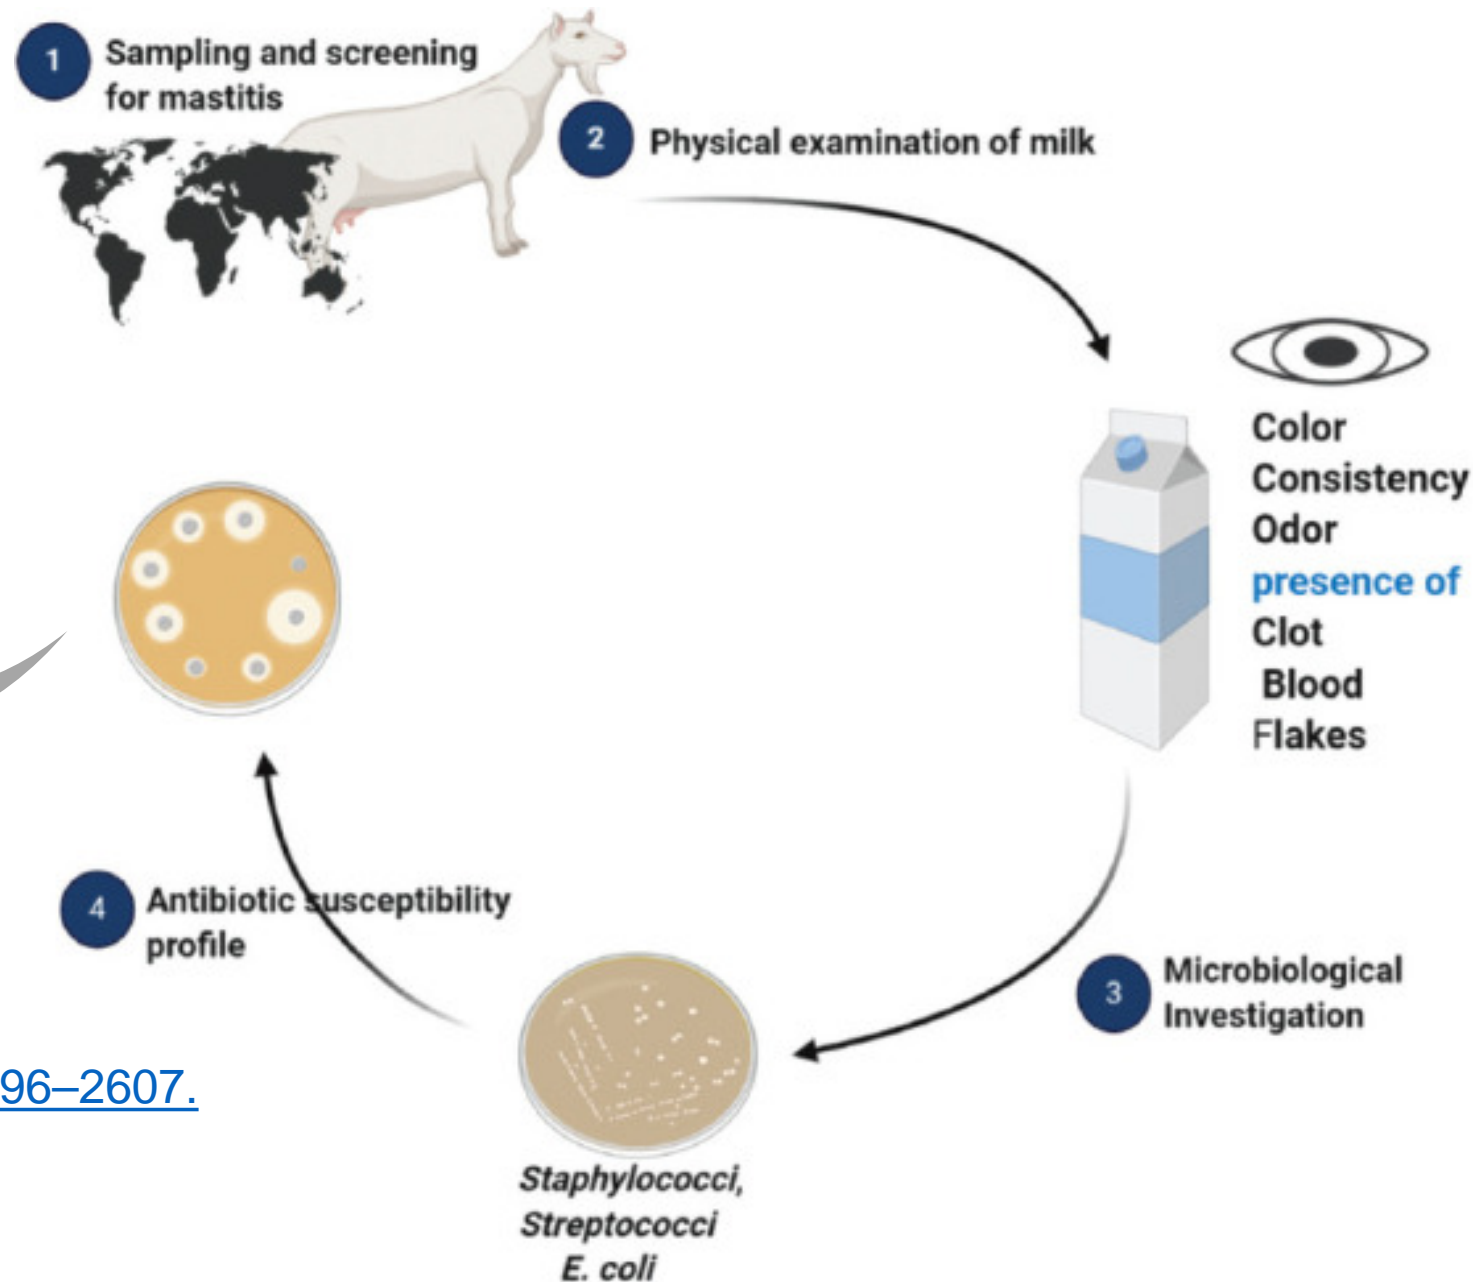 1
Sampling and screening
for mastitis
2
Physical examination of milk
Color
Consistency
Odor
presence of
Clot
Blood
Flakes
3
Microbiological
Investigation
Staphylococci,
Streptococci
E. coli
4
Antibiotic susceptibility
profile
96–2607.